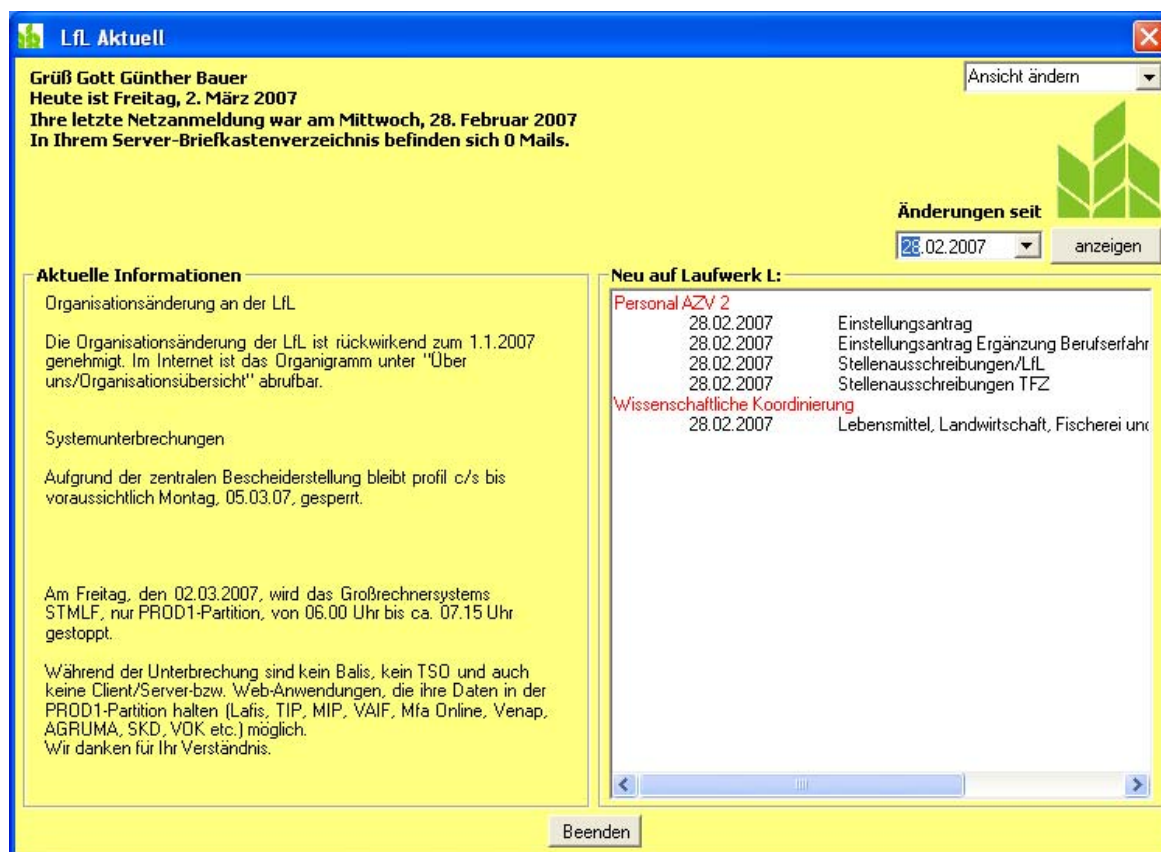 LfL Aktuell
Grüß Gott Günther Bauer
Heute ist Freitag, 2. März 2007
Ihre letzte Netzanmeldung war am Mittwoch, 28. Februar 2007
In Ihrem Server-Briefkastenverzeichnis befinden sich 0 Mails.
Ansicht ändern
Änderungen seit
28.02.2007
anzeigen
Aktuelle Informationen
Organisationsänderung an der LfL
Die Organisationsänderung der LfL ist rückwirkend zum 1.1.2007
genehmigt. Im Internet ist das Organigramm unter "Über
uns/Organisationsübersicht" abrufbar.
Systemunterbrechungen
Aufgrund der zentralen Bescheiderstellung bleibt profil c/s bis
voraussichtlich Montag, 05.03.07, gesperrt.
Am Freitag, den 02.03.2007, wird das Großrechnersystems
STMLF, nur PROD1-Partition, von 06.00 Uhr bis ca. 07.15 Uhr
gestoppt.
Während der Unterbrechung sind kein Balis, kein TSO und auch
keine Client/Server-bzw. Web-Anwendungen, die ihre Daten in der
PROD1-Partition halten (Lafis, TIP, MIP, VAIF, Mfa Online, Venap,
AGRUMA, SKD, VOK etc.) möglich.
Wir danken für Ihr Verständnis.
Neu auf Laufwerk L:
Personal AZV 2
28.02.2007 Einstellungsantrag
28.02.2007 Einstellungsantrag Ergänzung Berufserfahr
28.02.2007 Stellenausschreibungen/LfL
28.02.2007 Stellenausschreibungen TFZ
Wissenschaftliche Koordinierung
28.02.2007 Lebensmittel, Landwirtschaft, Fischerei und
Beenden